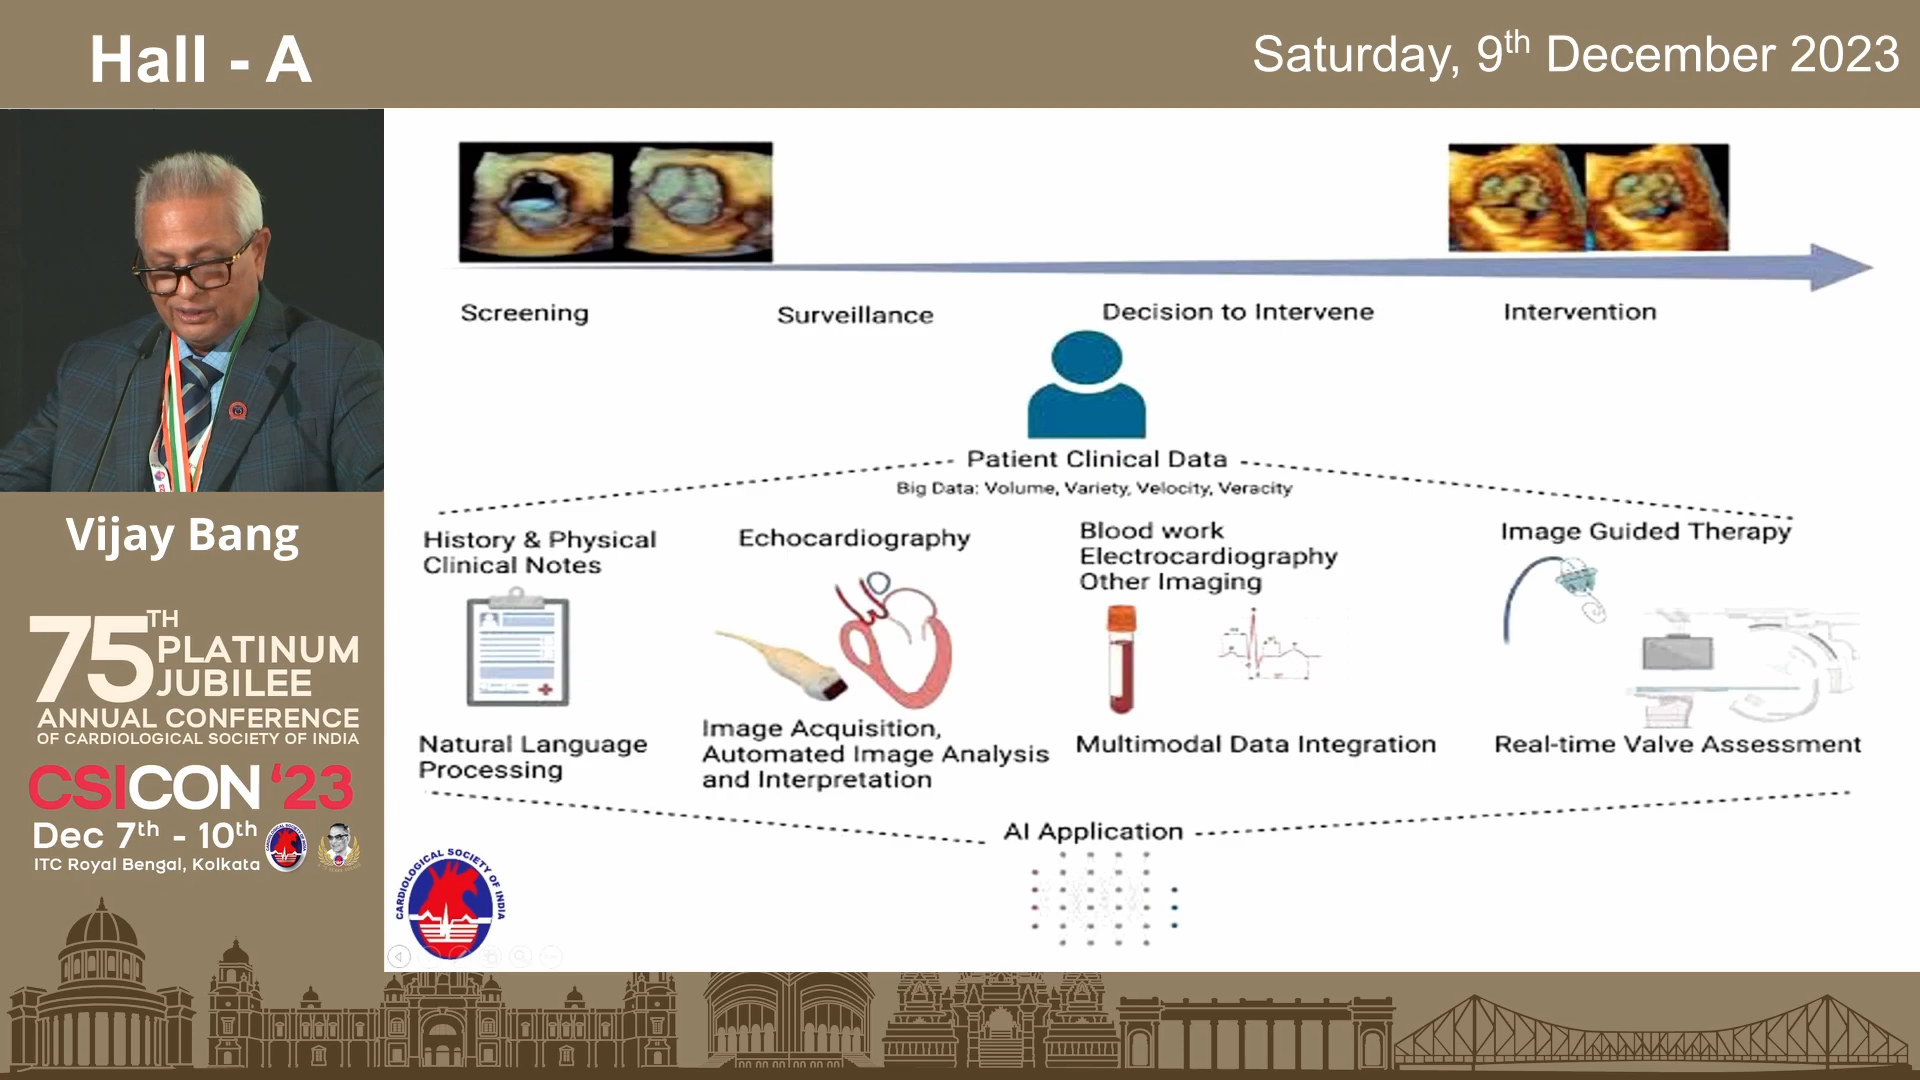 Hall - A
Saturday, 9th December 2023
Screening
Surveillance
Decision to Intervene
Intervention
Patient Clinical Data
Big Data: Volume, Variety, Velocity, Veracity
History & Physical
Clinical Notes
Echocardiography
Blood work
Electrocardiography
Other Imaging
Image Guided Therapy
Natural Language
Processing
Image Acquisition,
Automated Image Analysis
and Interpretation
Multimodal Data Integration
Real-time Valve Assessment
AI Application
CARDIOLOGICAL SOCIETY OF INDIA
Vijay Bang
75TH
PLATINUM
JUBILEE
ANNUAL CONFERENCE
OF CARDIOLOGICAL SOCIETY OF INDIA
CSICON '23
Dec 7th - 10th
ITC Royal Bengal, Kolkata